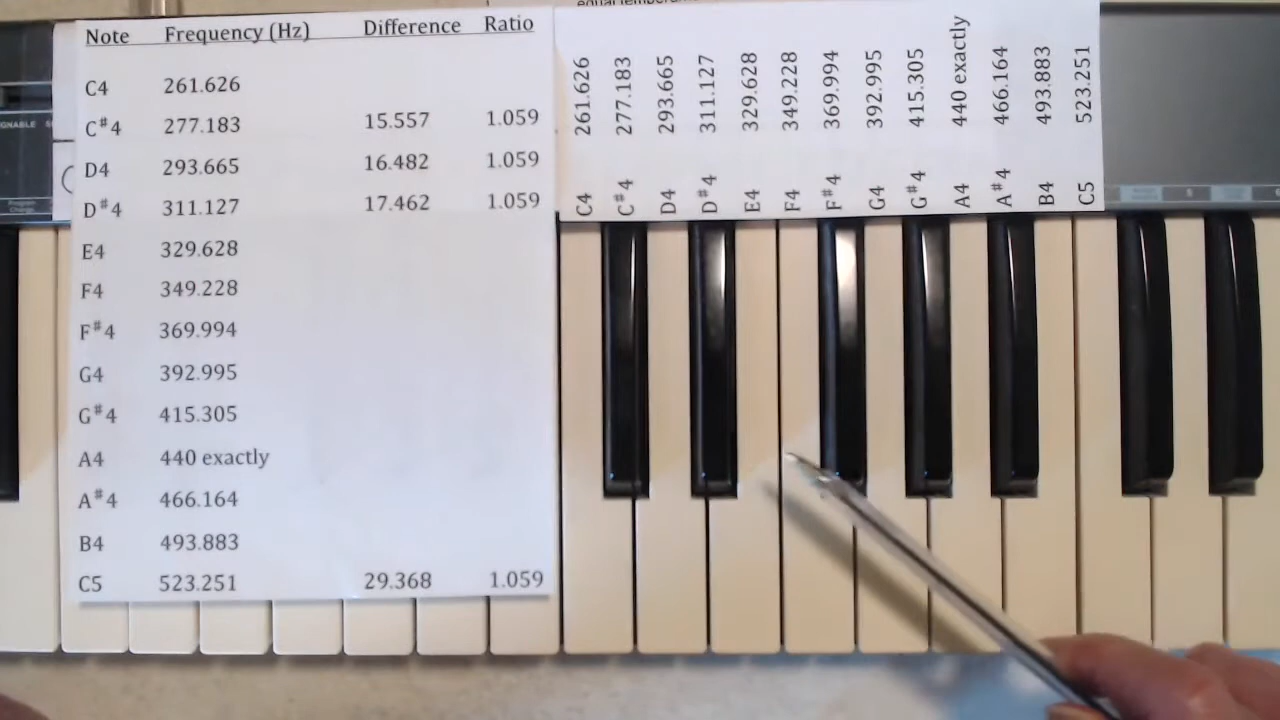 equal tempera
Note Frequency (Hz) Difference Ratio
C4 261.626
C#4 277.183 15.557 1.059
D4 293.665 16.482 1.059
D#4 311.127 17.462 1.059
E4 329.628
F4 349.228
F#4 369.994
G4 392.995
G#4 415.305
A4 440 exactly
A#4 466.164
B4 493.883
C5 523.251 29.368 1.059
C4 261.626
C#4 277.183
D4 293.665
D#4 311.127
E4 329.628
F4 349.228
F#4 369.994
G4 392.995
G#4 415.305
A4 440 exactly
A#4 466.164
B4 493.883
C5 523.251